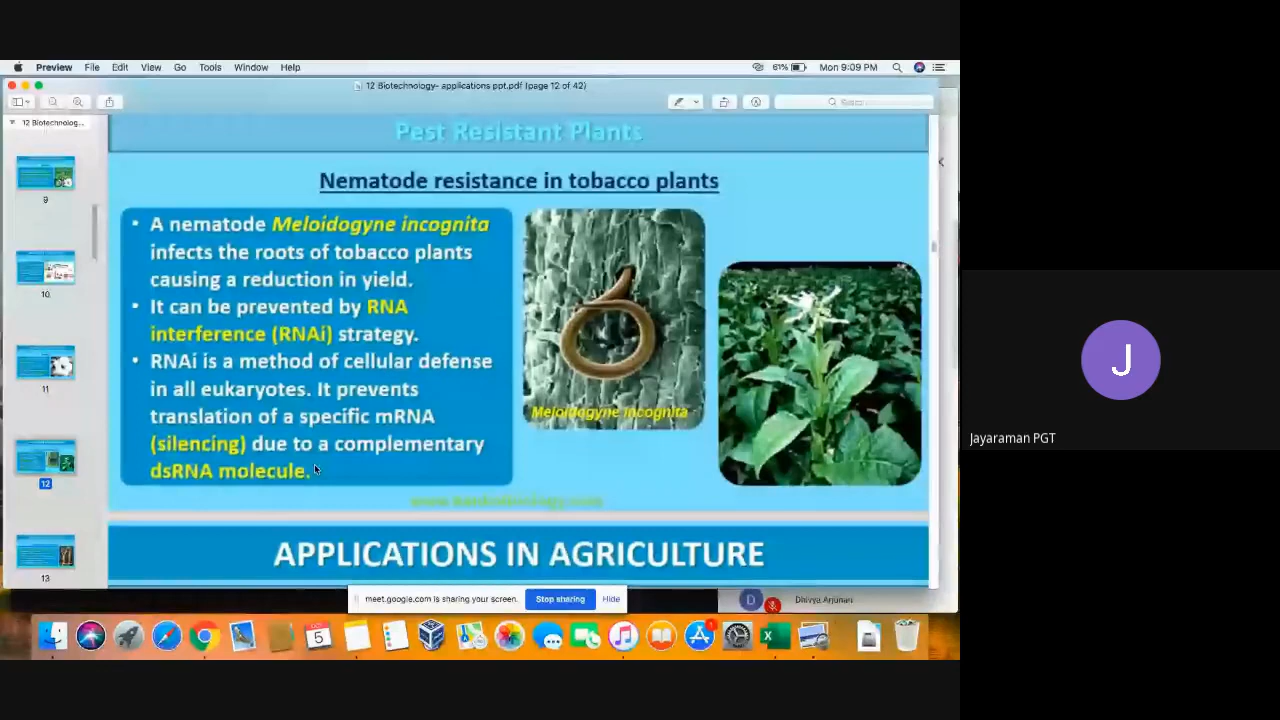 Preview File Edit View Go Tools Window Help
61% Mon 9:09 PM
12 Biotechnology- applications ppt.pdf (page 12 of 42)
Search
12 Biotechnolog...
9
10
11
12
13
Pest Resistant Plants
Nematode resistance in tobacco plants
• A nematode Meloidogyne incognita
infects the roots of tobacco plants
causing a reduction in yield.
• It can be prevented by RNA
interference (RNAi) strategy.
• RNAi is a method of cellular defense
in all eukaryotes. It prevents
translation of a specific mRNA
(silencing) due to a complementary
dsRNA molecule.
Meloidogyne incognita
APPLICATIONS IN AGRICULTURE
meet.google.com is sharing your screen. Stop sharing Hide
D Dhivya Arjunan
OCT
5
1
J
Jayaraman PGT